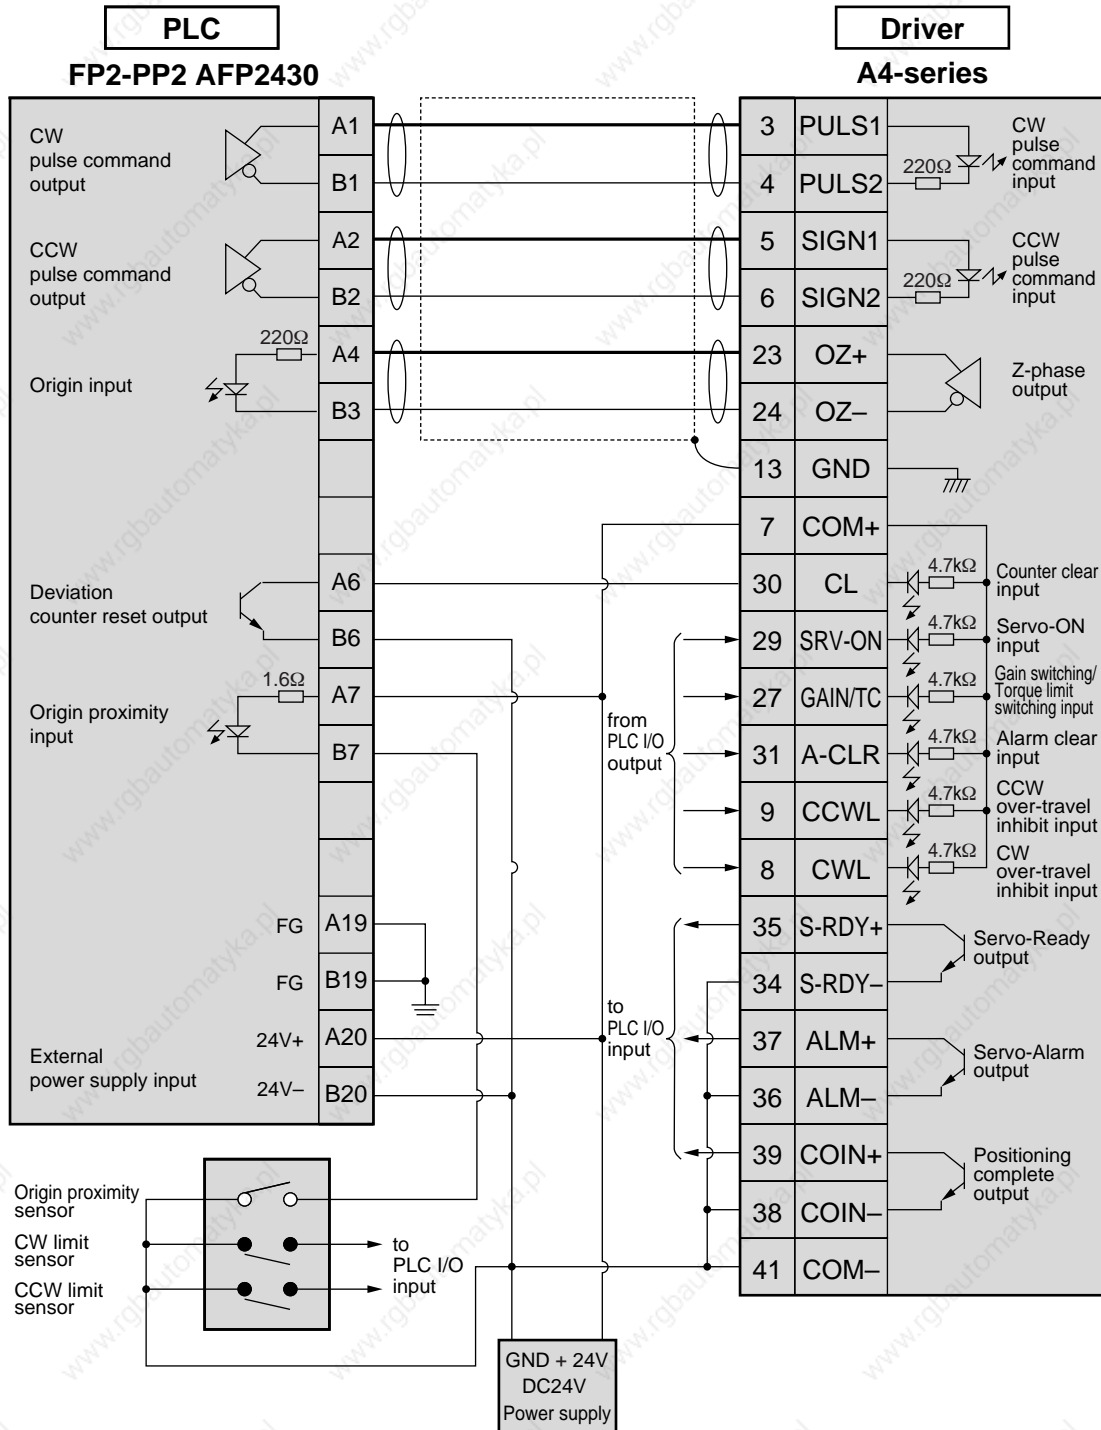 PLC
FP2-PP2 AFP2430
CW
pulse command
output
CCW
pulse command
output
220Ω
Origin input
Deviation
counter reset output
1.6Ω
Origin proximity
input
FG
FG
24V+
External
power supply input
24V–
A1
B1
A2
B2
A4
B3
A6
B6
A7
B7
A19
B19
A20
B20
Driver
A4-series
3 PULS1
4 PULS2
5 SIGN1
6 SIGN2
23 OZ+
24 OZ–
13 GND
7 COM+
30 CL
29 SRV-ON
27 GAIN/TC
31 A-CLR
9 CCWL
8 CWL
35 S-RDY+
34 S-RDY–
37 ALM+
36 ALM–
39 COIN+
38 COIN–
41 COM–
220Ω
CW
pulse
command
input
220Ω
CCW
pulse
command
input
Z-phase
output
4.7kΩ
Counter clear
input
4.7kΩ
Servo-ON
input
4.7kΩ
Gain switching/
Torque limit
switching input
4.7kΩ
Alarm clear
input
4.7kΩ
CCW
over-travel
inhibit input
4.7kΩ
CW
over-travel
inhibit input
Servo-Ready
output
Servo-Alarm
output
Positioning
complete
output
from
PLC I/O
output
to
PLC I/O
input
Origin proximity
sensor
CW limit
sensor
CCW limit
sensor
to
PLC I/O
input
GND + 24V
DC24V
Power supply
www.rgbautomatyka.pl